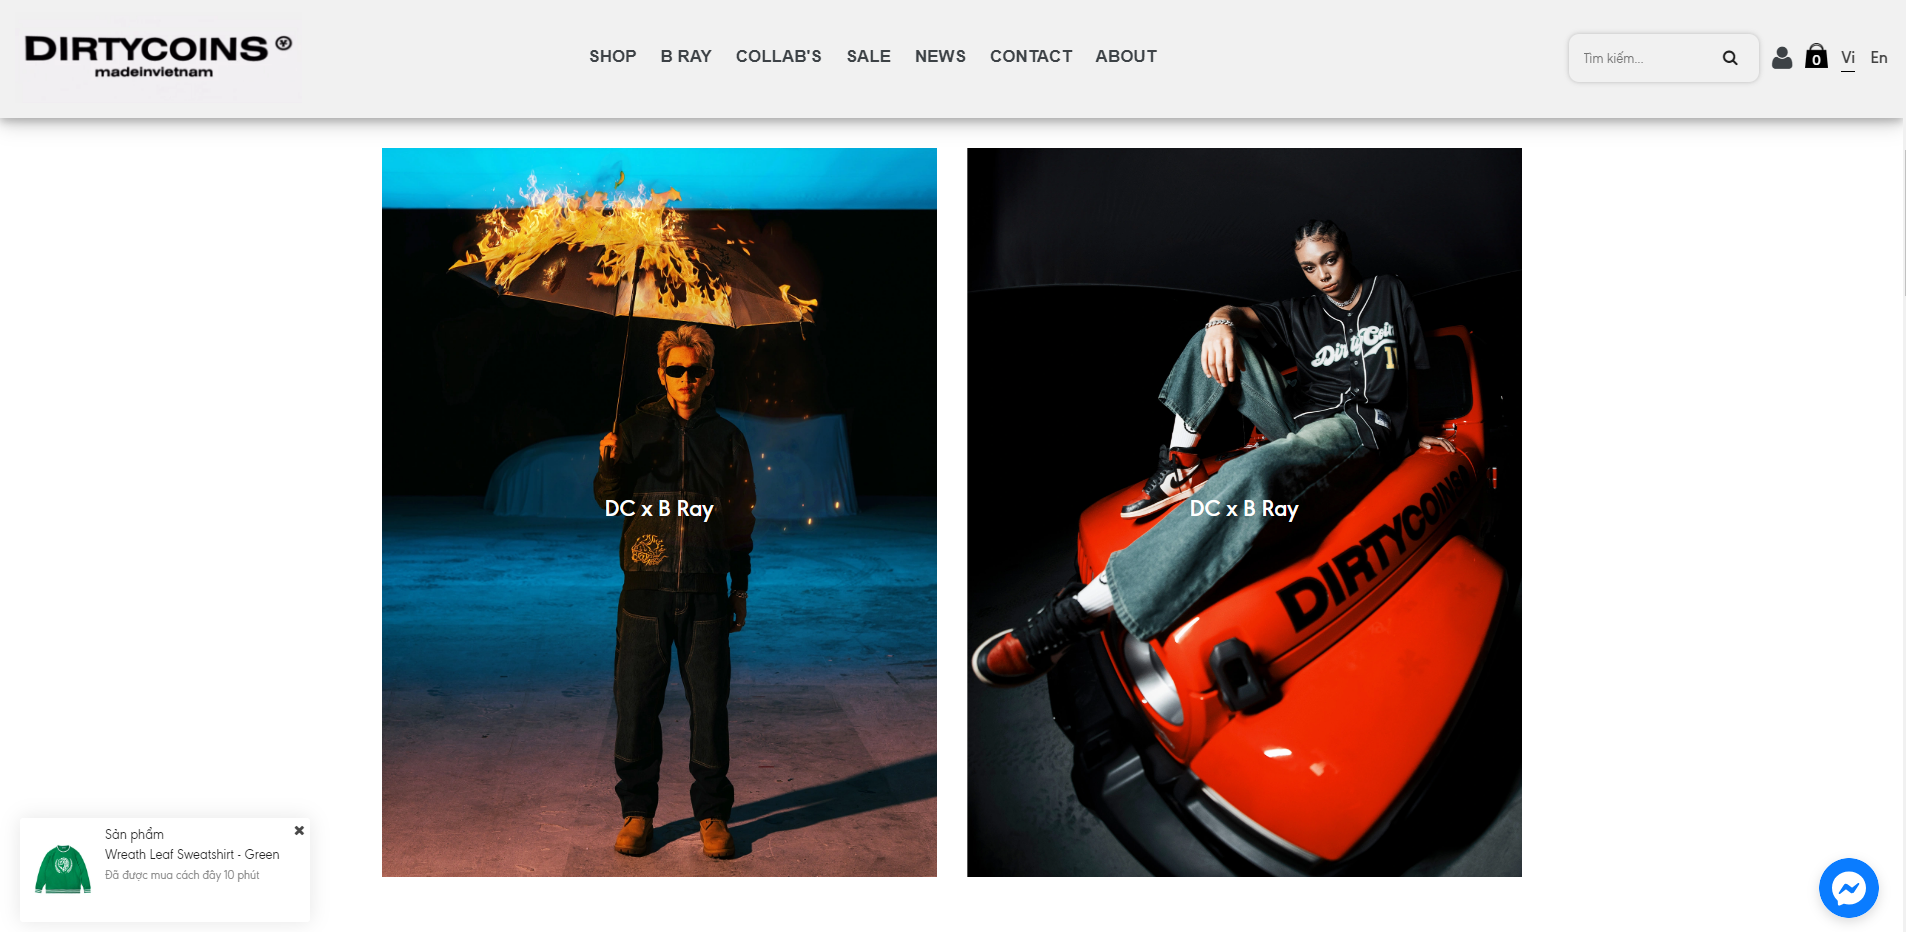 DIRTYCOINS
madeinvietnam
SHOP B RAY COLLAB'S SALE NEWS CONTACT ABOUT
Tìm kiếm...
0
Vi En
DirtyCoin
DC x B Ray
DC x B Ray
DIRTYCOINS
Sản phẩm
Wreath Leaf Sweatshirt - Green
Đã được mua cách đây 10 phút